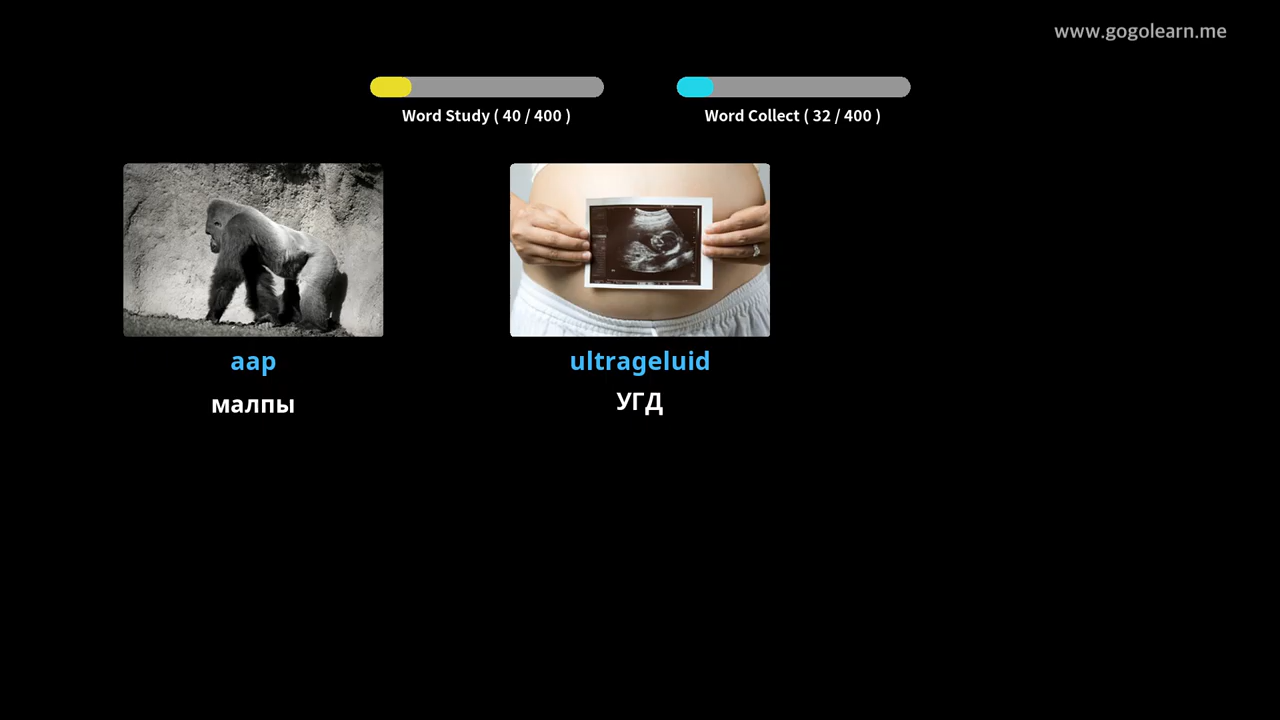 www.gogolearn.me
Word Study ( 40 / 400 )
Word Collect ( 32 / 400 )
aap
ultrageluid
малпы
УГД